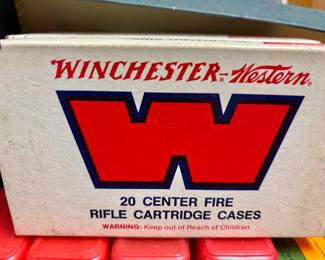 WINCHESTER-Western
W
20 CENTER FIRE
RIFLE CARTRIDGE CASES
WARNING: Keep out of Reach of Children